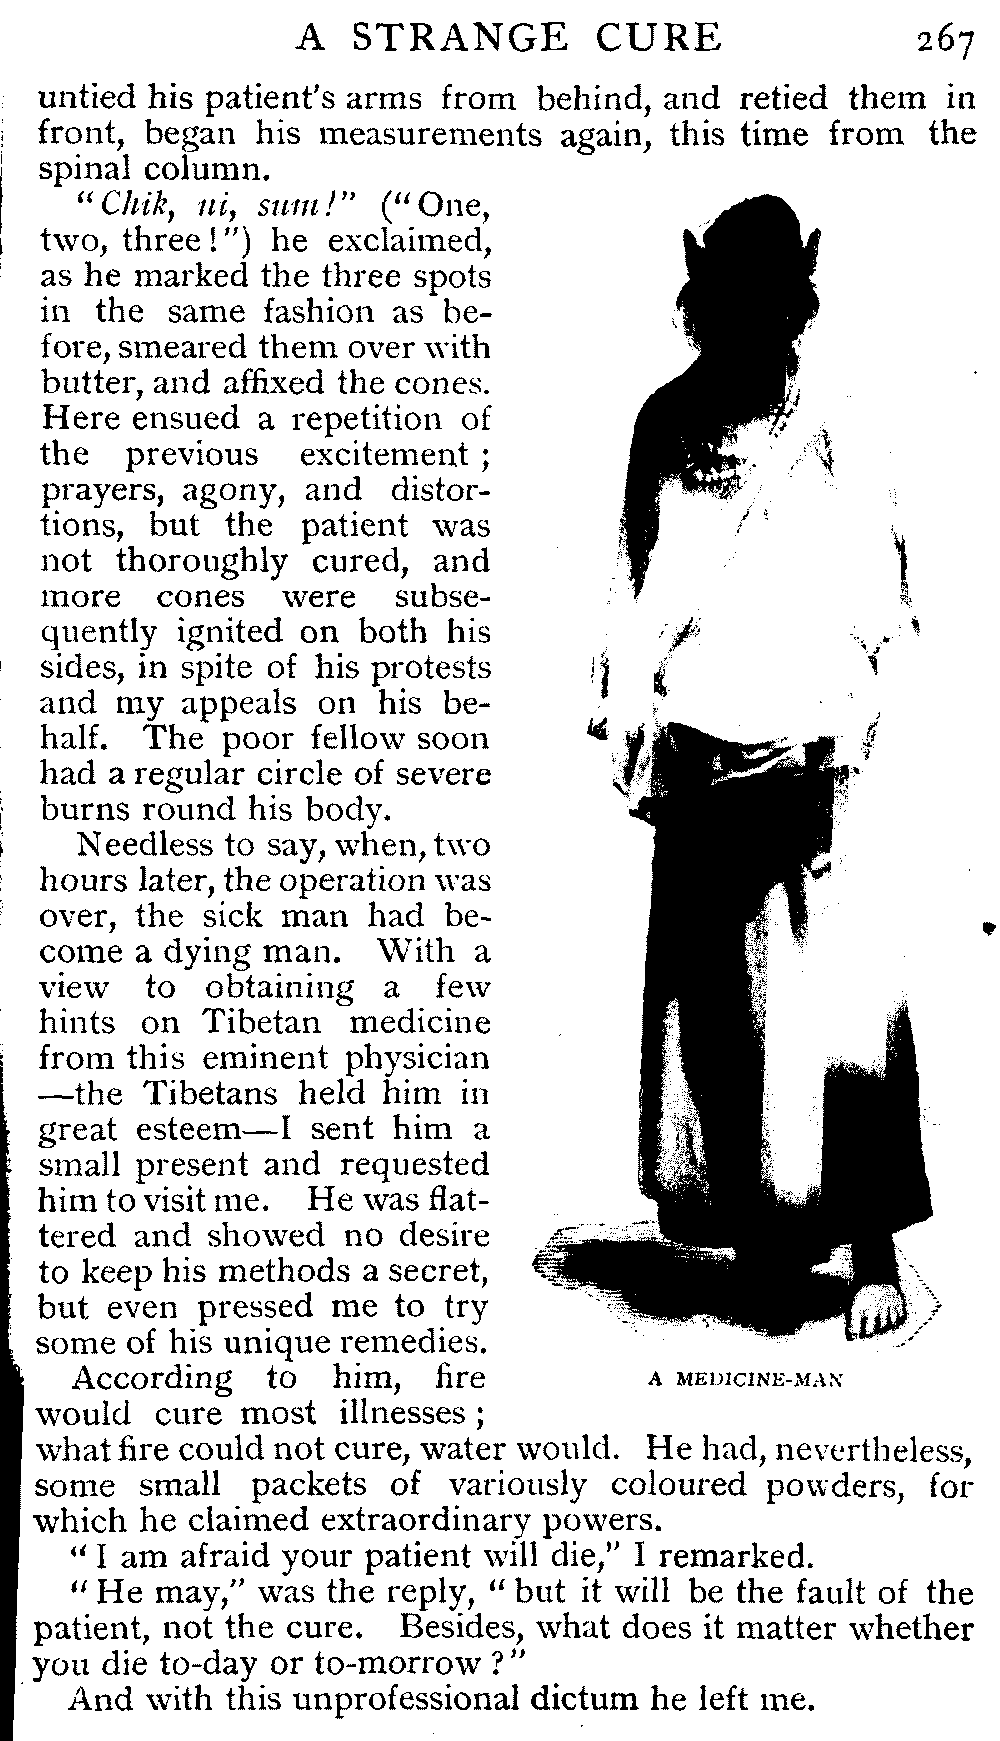 A STRANGE CURE 267
untied his patient's arms from behind, and retied them in
front, began his measurements again, this time from the
spinal column.
"Chik, ni, sum!" ("One,
two, three!") he exclaimed,
as he marked the three spots
in the same fashion as be-
fore, smeared them over with
butter, and affixed the cones.
Here ensued a repetition of
the previous excitement;
prayers, agony, and distor-
tions, but the patient was
not thoroughly cured, and
more cones were subse-
quently ignited on both his
sides, in spite of his protests
and my appeals on his be-
half. The poor fellow soon
had a regular circle of severe
burns round his body.
Needless to say, when, two
hours later, the operation was
over, the sick man had be-
come a dying man. With a
view to obtaining a few
hints on Tibetan medicine
from this eminent physician
—the Tibetans held him in
great esteem—I sent him a
small present and requested
him to visit me. He was flat-
tered and showed no desire
to keep his methods a secret,
but even pressed me to try
some of his unique remedies.
According to him, fire
would cure most illnesses;
what fire could not cure, water would. He had, nevertheless,
some small packets of variously coloured powders, for
which he claimed extraordinary powers.
"I am afraid your patient will die," I remarked.
"He may," was the reply, "but it will be the fault of the
patient, not the cure. Besides, what does it matter whether
you die to-day or to-morrow?"
And with this unprofessional dictum he left me.
A MEDICINE-MAN